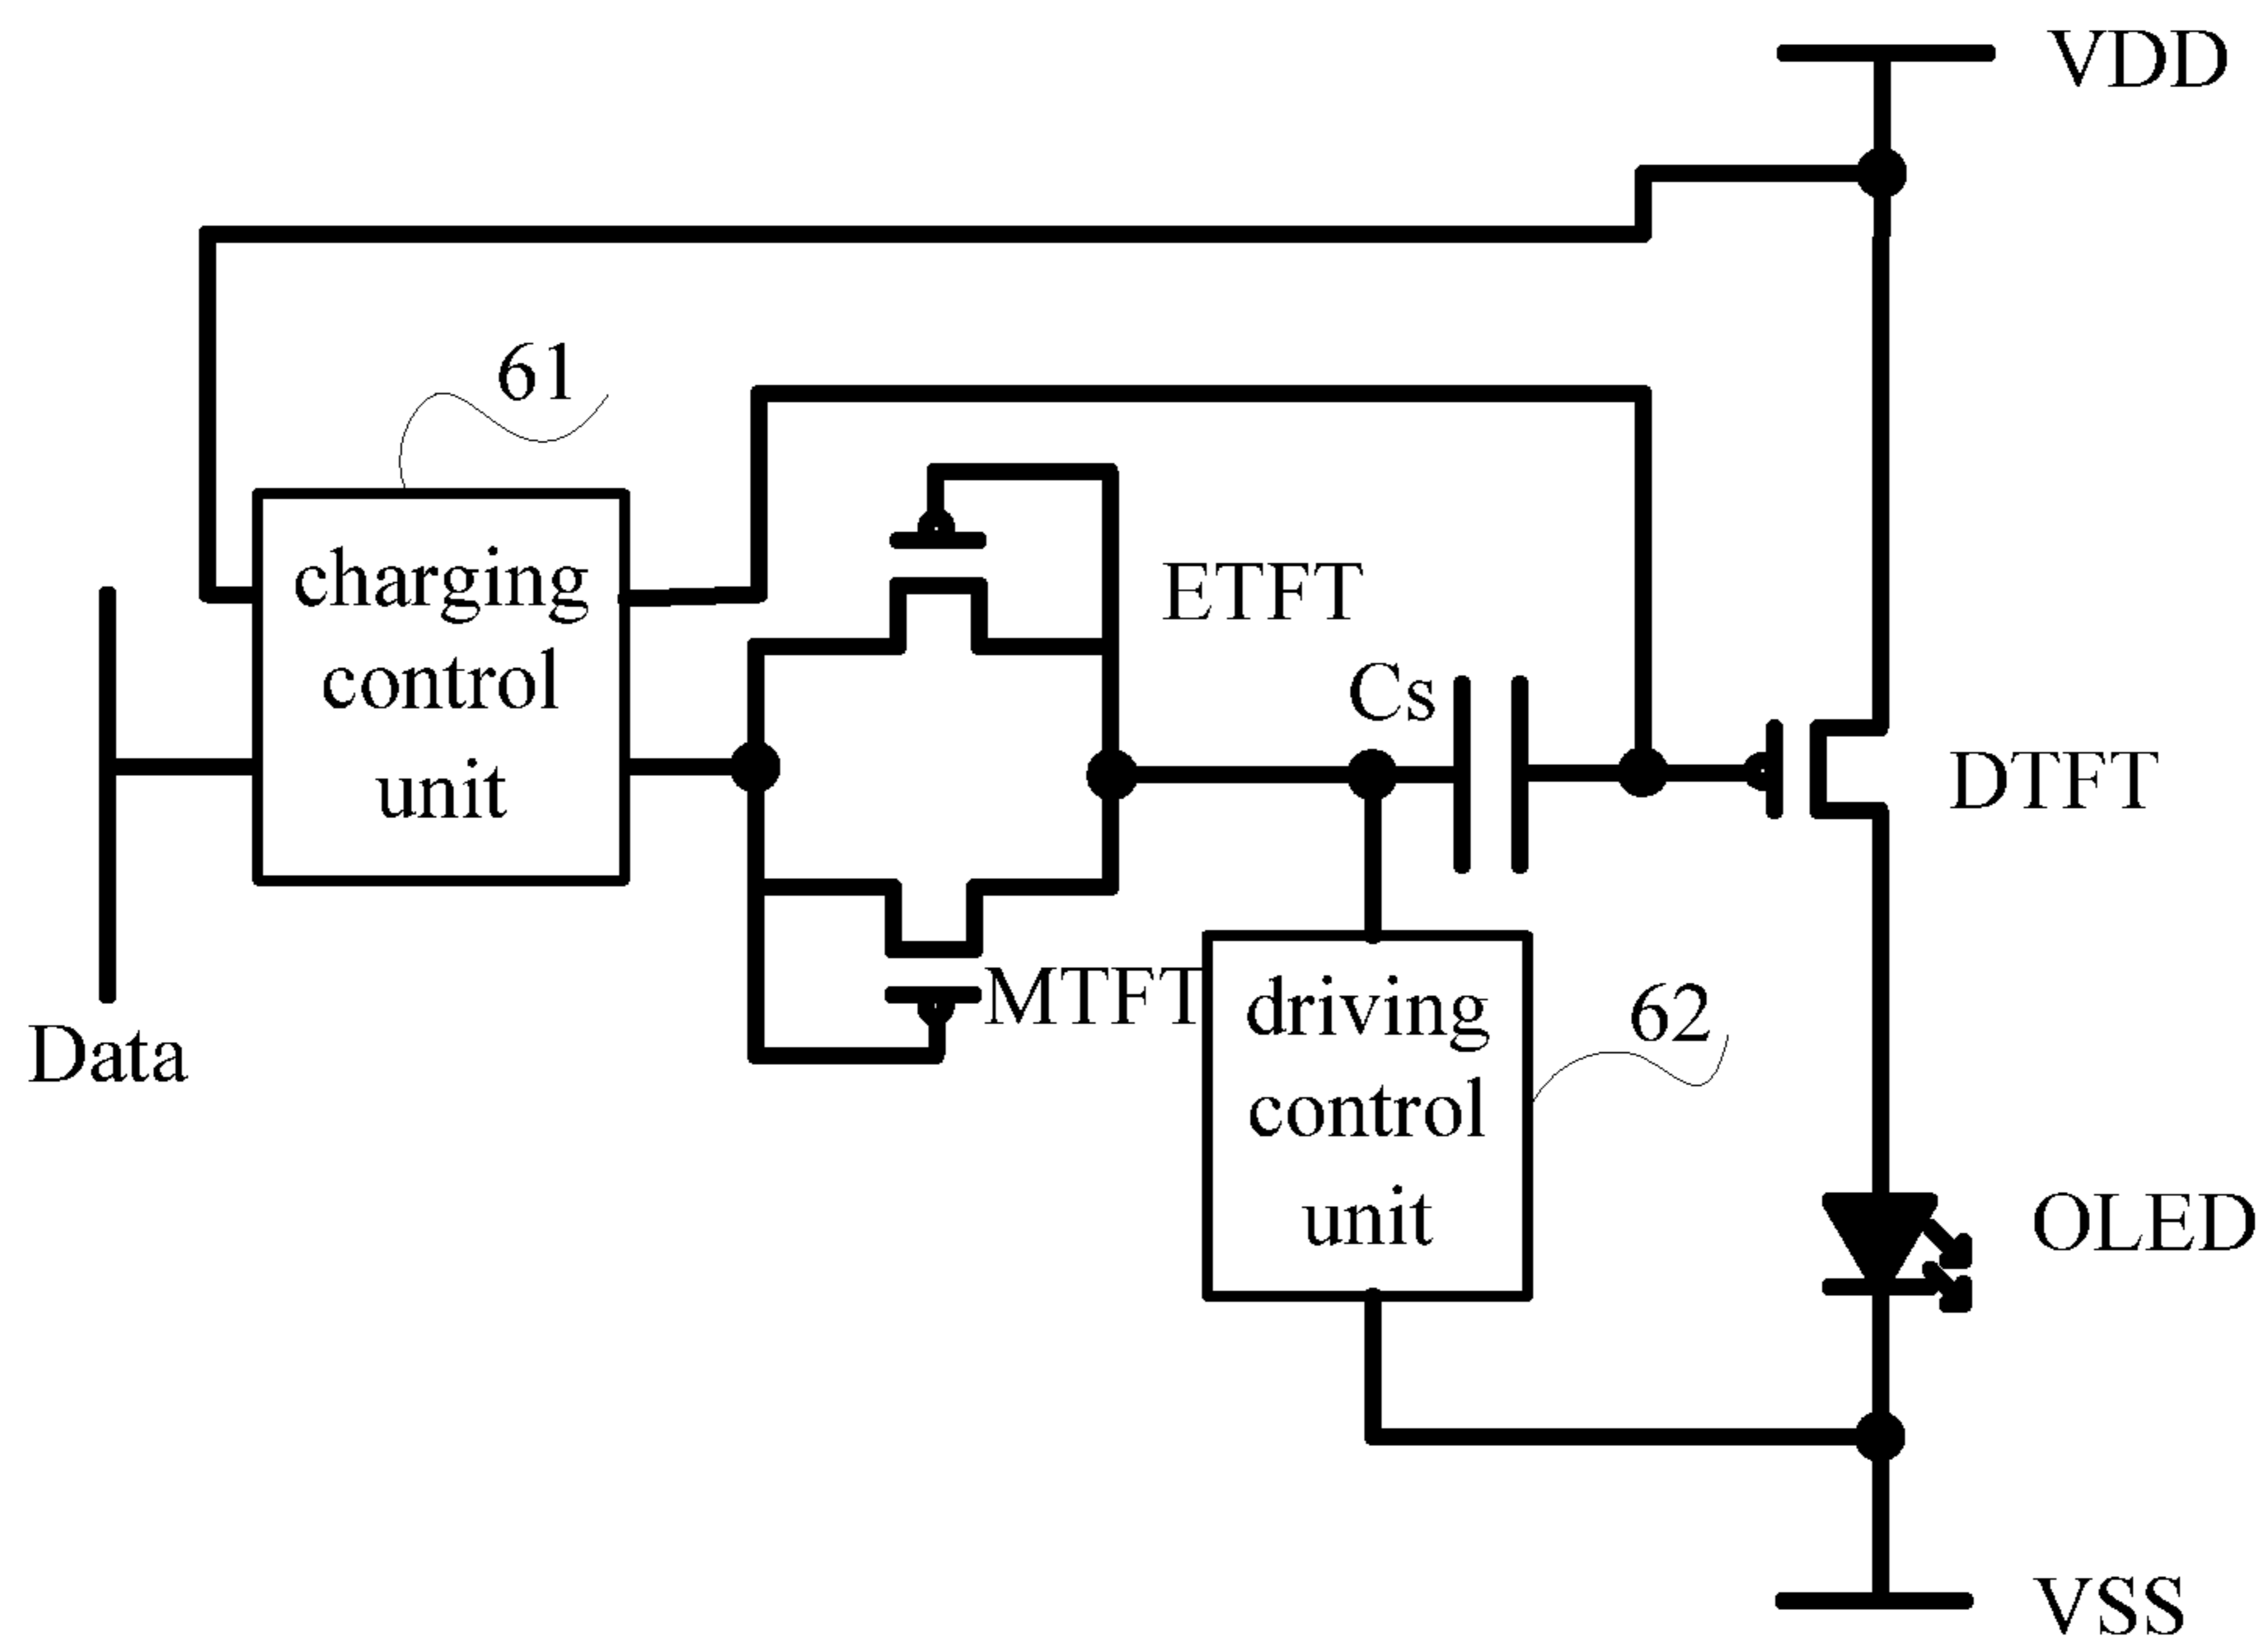 VDD
61
charging
control
unit
ETFT
Cs
DTFT
MTFT
Data
driving
control
unit
62
OLED
VSS